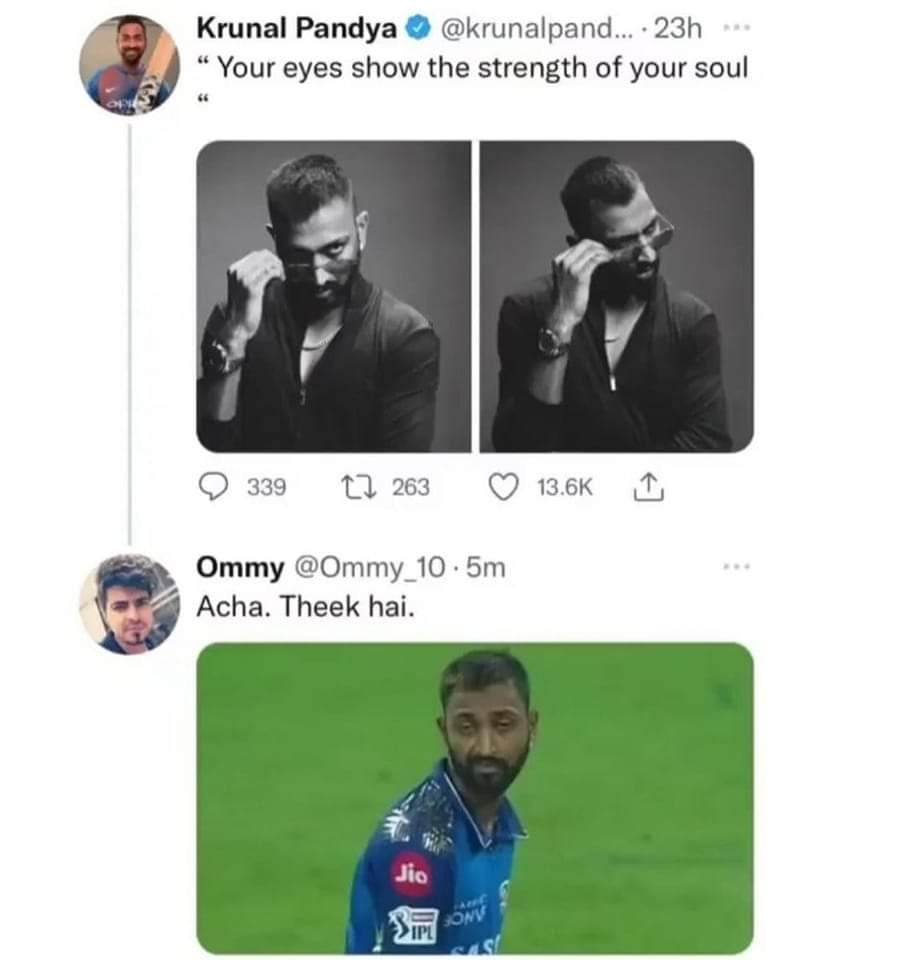 Krunal Pandya @krunalpand... · 23h
“ Your eyes show the strength of your soul
“
339 263 13.6K
Ommy @Ommy_10 · 5m
Acha. Theek hai.
Jio
IPL